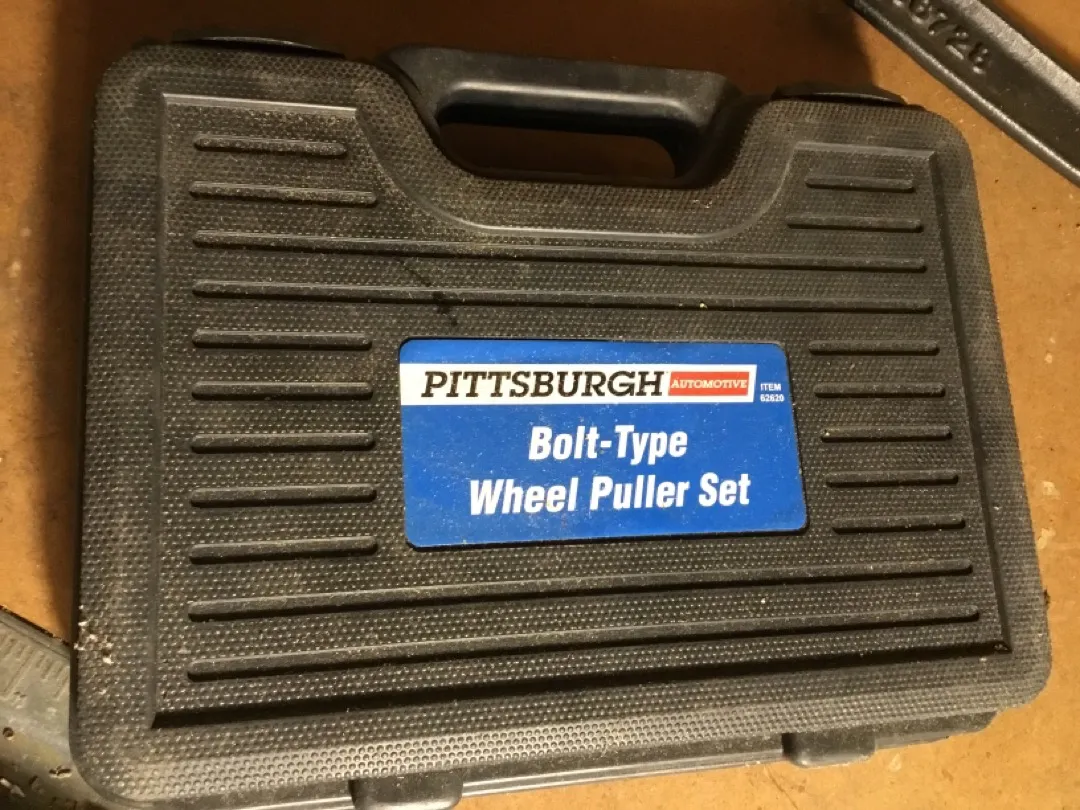 PITTSBURGH AUTOMOTIVE ITEM 62620
Bolt-Type
Wheel Puller Set